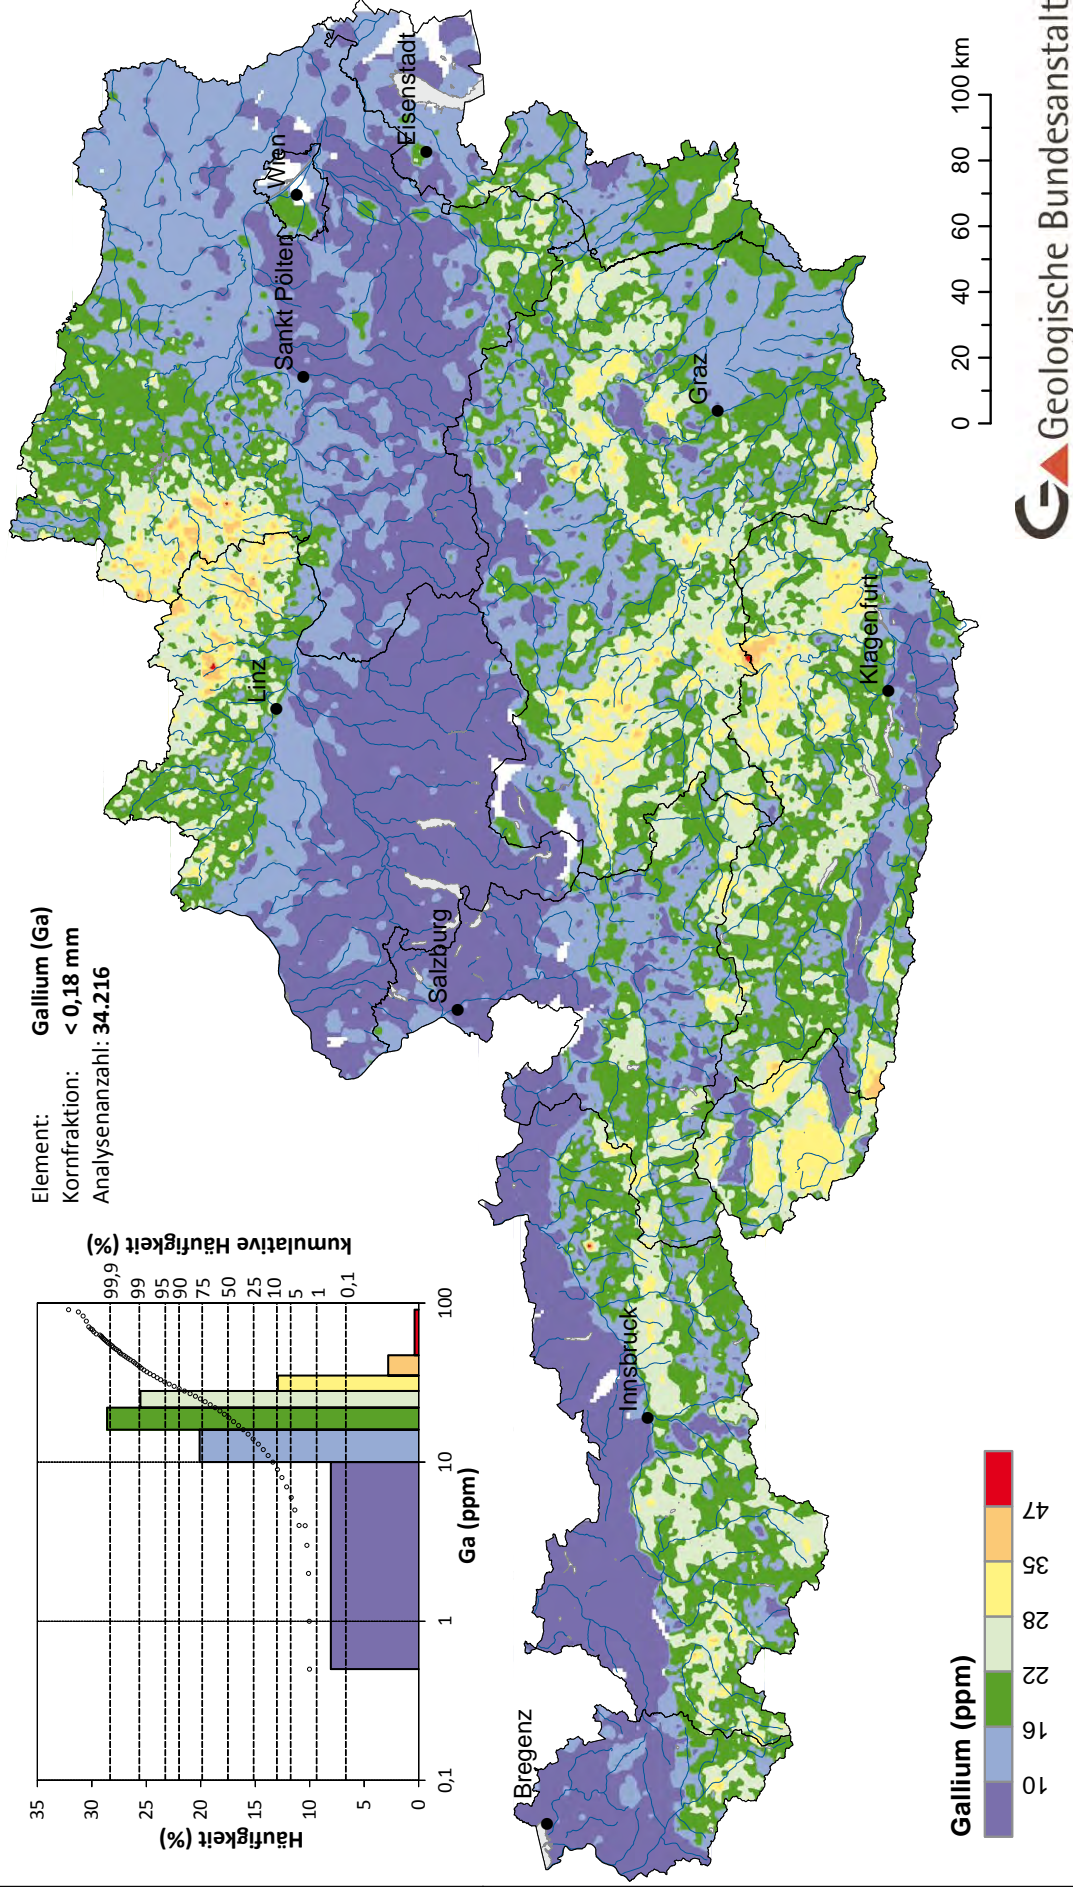 Element: Gallium (Ga)
Kornfraktion: < 0,18 mm
Analysenanzahl: 34.216
Häufigkeit (%)
35
30
25
20
15
10
5
0
kumulative Häufigkeit (%)
99,9
99
95
90
75
50
25
10
5
1
0,1
0,1
1
10
100
Ga (ppm)
Bregenz
Innsbruck
Salzburg
Linz
Sankt Pölten
Wien
Eisenstadt
Graz
Klagenfurt
Gallium (ppm)
10
16
22
28
35
47
0
20
40
60
80
100 km
Geologische Bundesanstalt